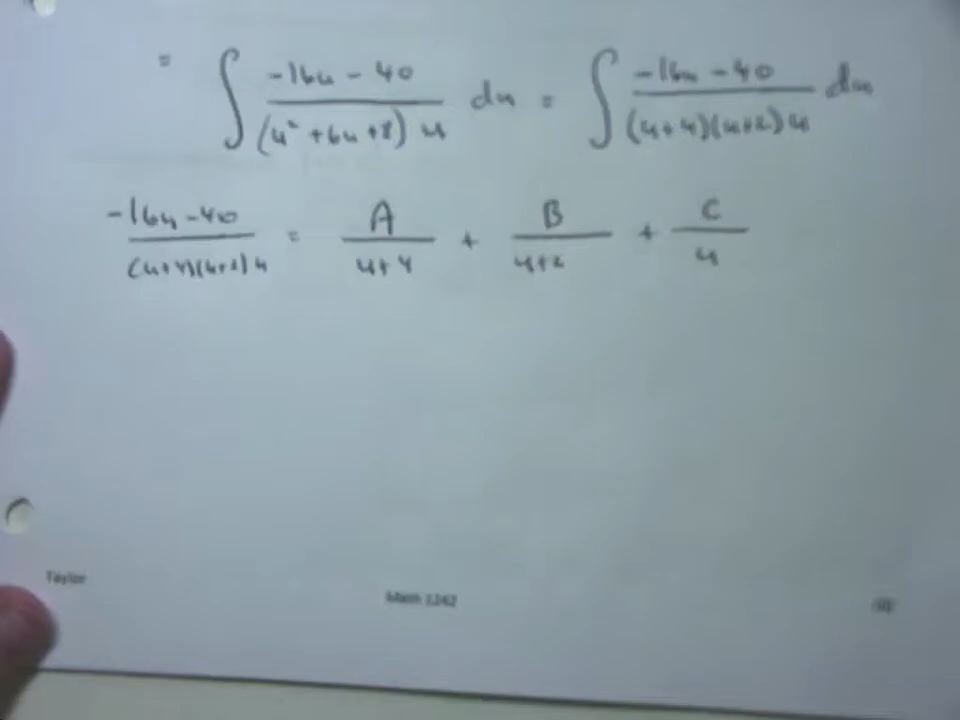 = ∫ (-16u - 40)/((u² + 6u + 8) u) du = ∫ (-16u - 40)/((u+4)(u+2) u) du
(-16u - 40)/((u+4)(u+2) u) = A/(u+4) + B/(u+2) + C/u
Taylor
Math 1242